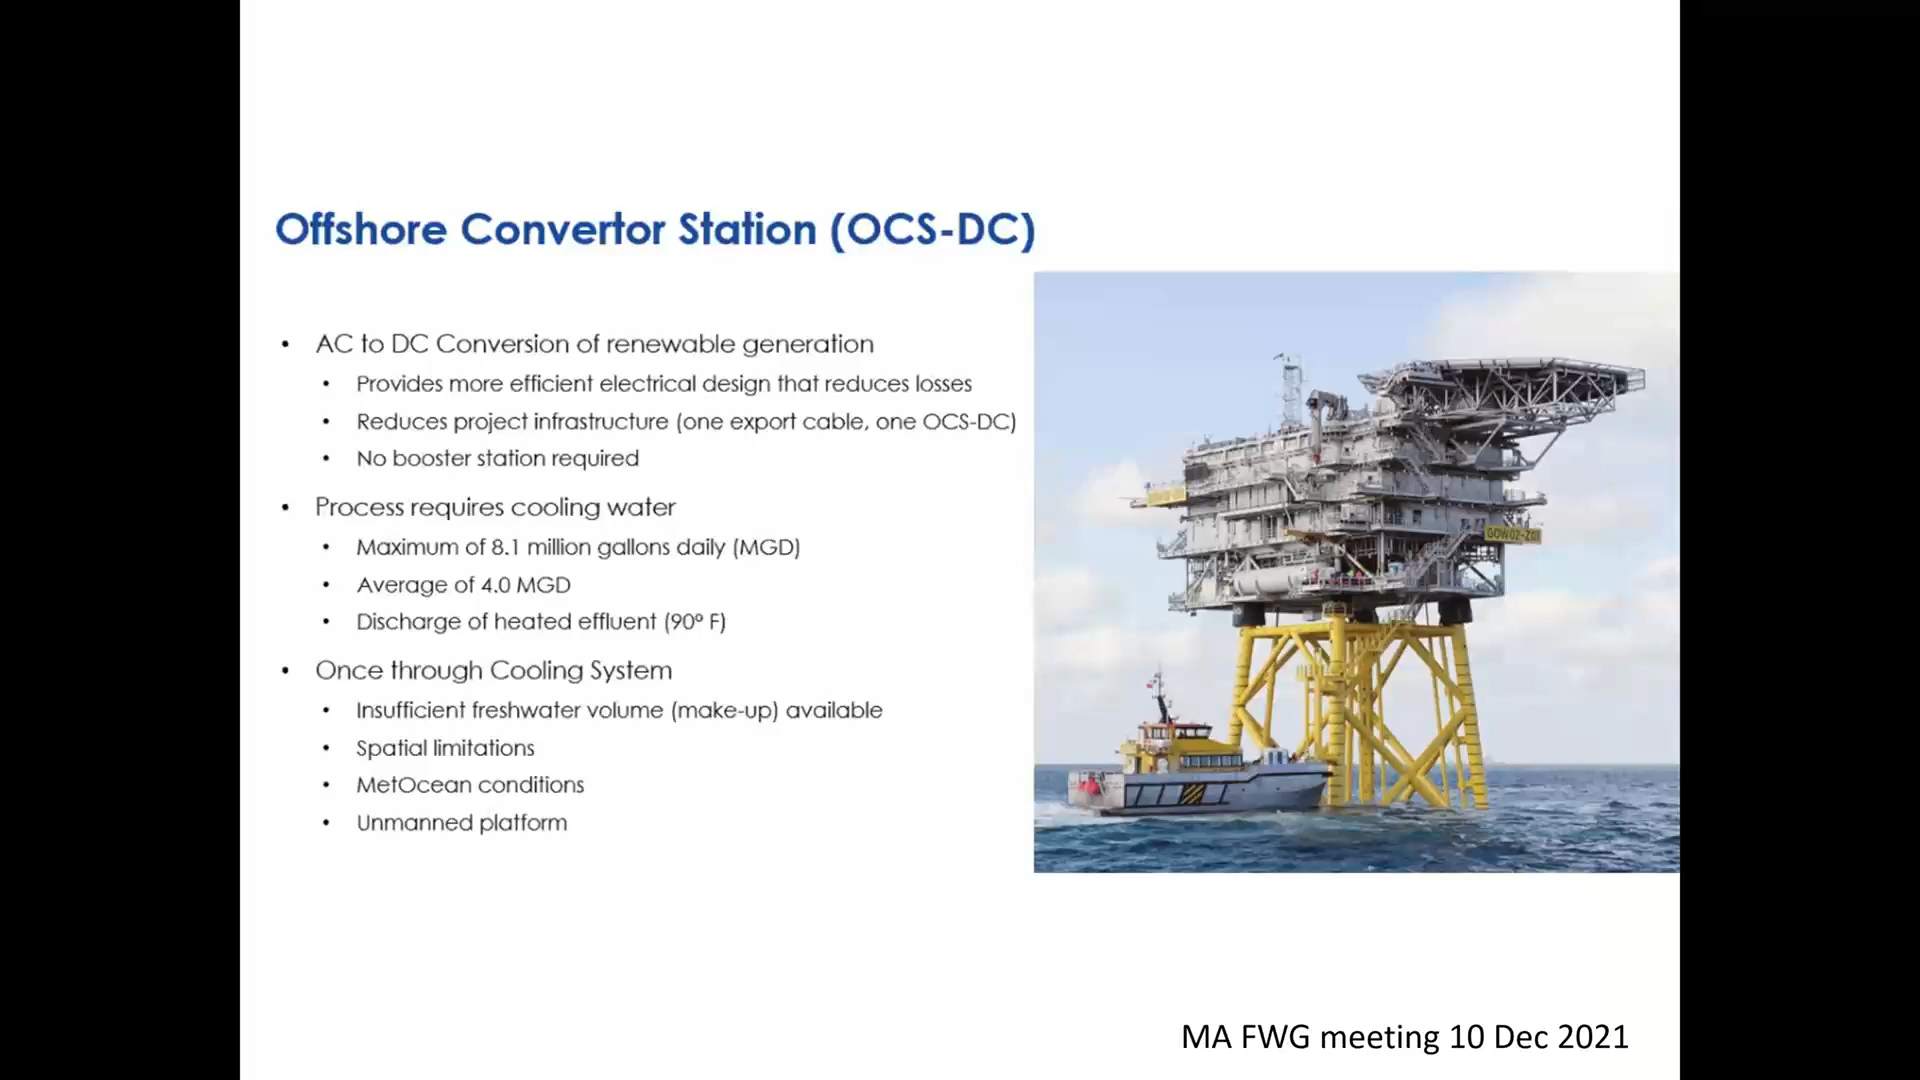 Offshore Convertor Station (OCS-DC)
• AC to DC Conversion of renewable generation
• Provides more efficient electrical design that reduces losses
• Reduces project infrastructure (one export cable, one OCS-DC)
• No booster station required
• Process requires cooling water
• Maximum of 8.1 million gallons daily (MGD)
• Average of 4.0 MGD
• Discharge of heated effluent (90º F)
• Once through Cooling System
• Insufficient freshwater volume (make-up) available
• Spatial limitations
• MetOcean conditions
• Unmanned platform
MA FWG meeting 10 Dec 2021